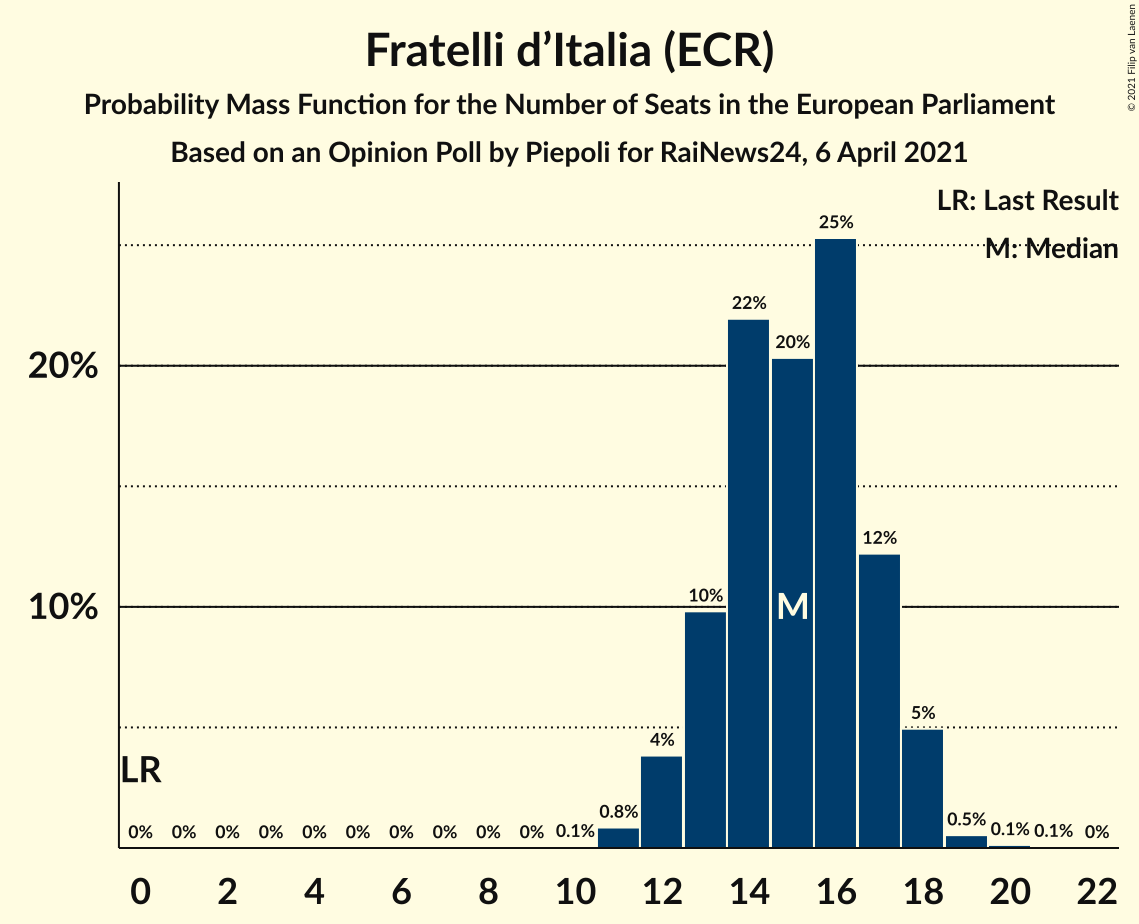 Fratelli d’Italia (ECR)
Probability Mass Function for the Number of Seats in the European Parliament
Based on an Opinion Poll by Piepoli for RaiNews24, 6 April 2021
© 2021 Filip van Laenen
LR: Last Result
M: Median
25%
22%
20%
20%
12%
10%
10%
M
5%
4%
LR
0% 0% 0% 0% 0% 0% 0% 0% 0% 0% 0.1% 0.8% 0.5% 0.1% 0.1% 0%
0 2 4 6 8 10 12 14 16 18 20 22